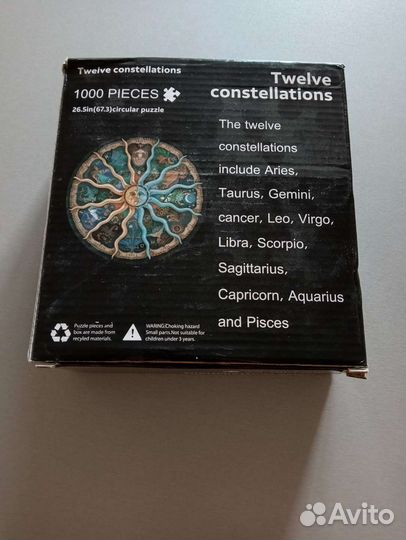 Twelve constellations
1000 PIECES
26.5in(67.3)circular puzzle
Twelve
constellations
The twelve
constellations
include Aries,
Taurus, Gemini,
cancer, Leo, Virgo,
Libra, Scorpio,
Sagittarius,
Capricorn, Aquarius
and Pisces
Puzzle pieces and
box are made from
recyled materials.
WARING:Choking hazard
Small parts.Not suitable for
children under 3 years.
Avito